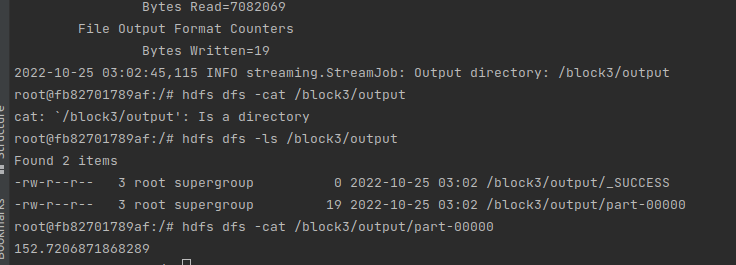 Bytes Read=7082069
File Output Format Counters
Bytes Written=19
2022-10-25 03:02:45,115 INFO streaming.StreamJob: Output directory: /block3/output
root@fb82701789af:/# hdfs dfs -cat /block3/output
cat: `/block3/output': Is a directory
root@fb82701789af:/# hdfs dfs -ls /block3/output
Found 2 items
-rw-r--r--   3 root supergroup          0 2022-10-25 03:02 /block3/output/_SUCCESS
-rw-r--r--   3 root supergroup         19 2022-10-25 03:02 /block3/output/part-00000
root@fb82701789af:/# hdfs dfs -cat /block3/output/part-00000
152.7206871868289
Structure
Bookmarks